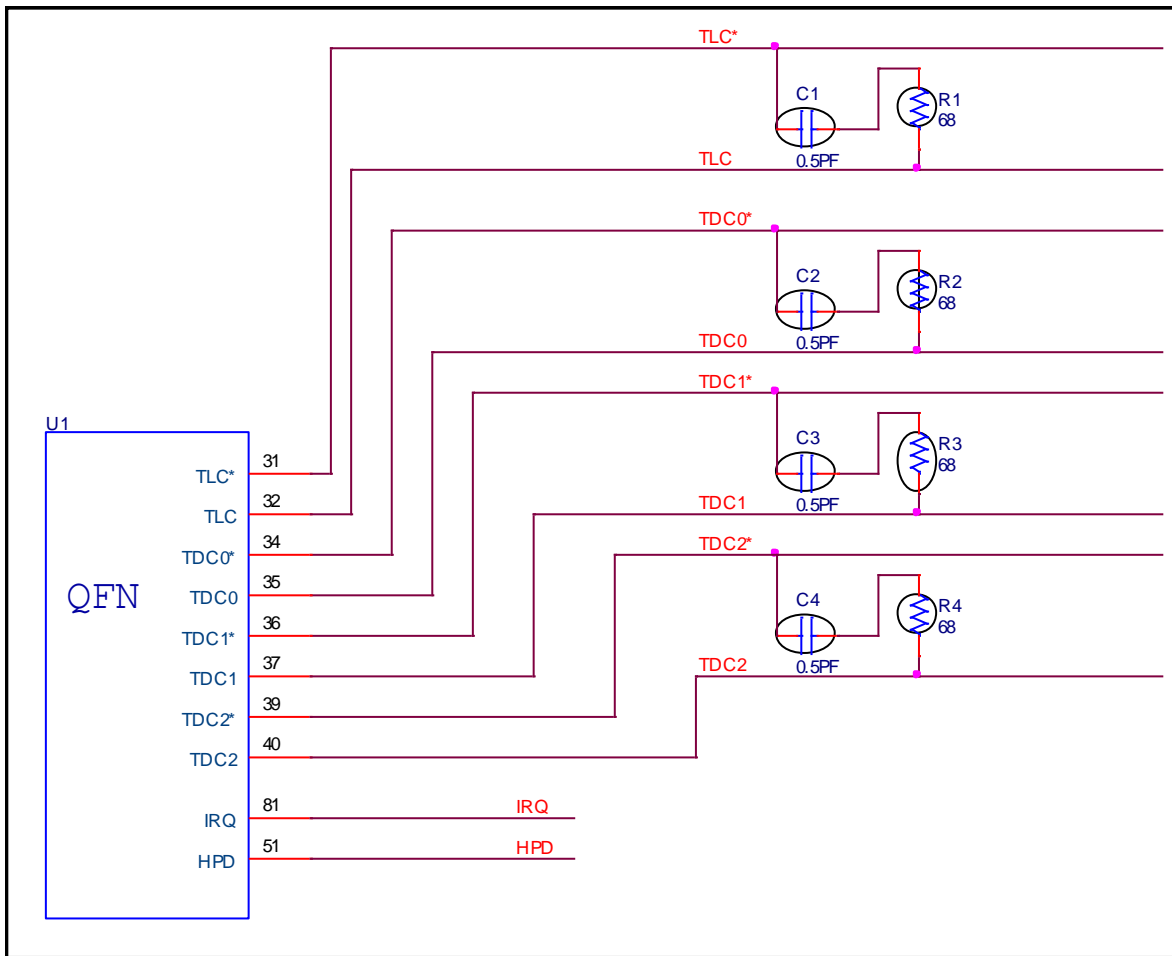 TLC*
C1
R1
68
0.5PF
TLC
TDC0*
C2
R2
68
0.5PF
TDC0
TDC1*
C3
R3
68
0.5PF
TDC1
TDC2*
C4
R4
68
0.5PF
TDC2
U1
QFN
TLC* 31
TLC 32
TDC0* 34
TDC0 35
TDC1* 36
TDC1 37
TDC2* 39
TDC2 40
IRQ 81 IRQ
HPD 51 HPD